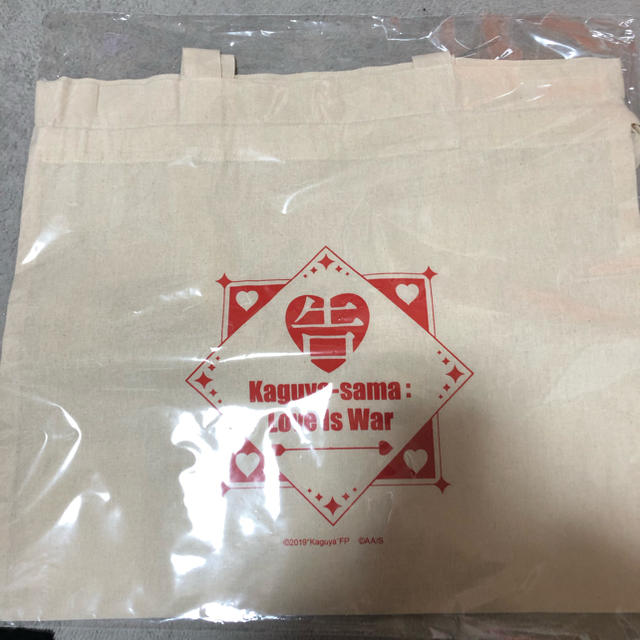 告
Kaguya-sama :
Love is War
©2019"Kaguya"FP ©AA/S